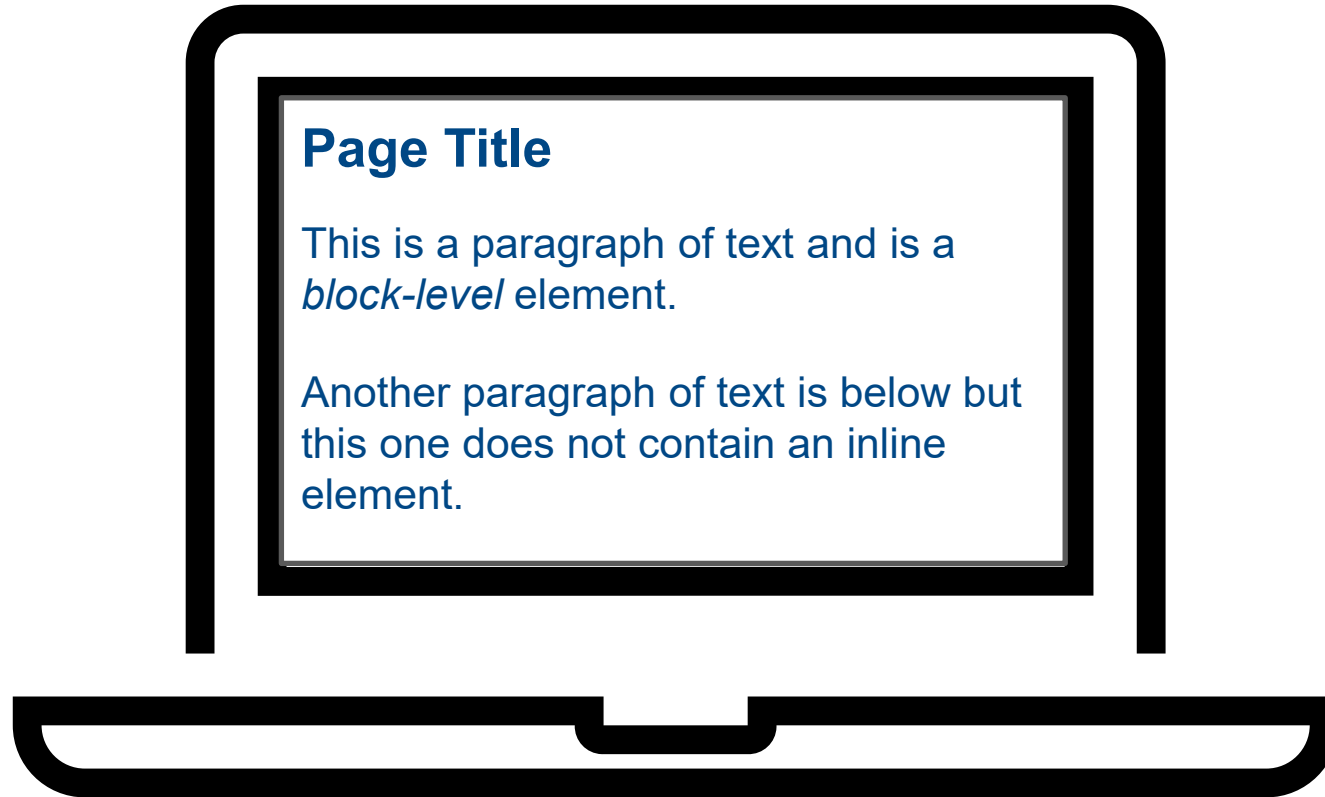 Page Title
This is a paragraph of text and is a
block-level element.
Another paragraph of text is below but
this one does not contain an inline
element.